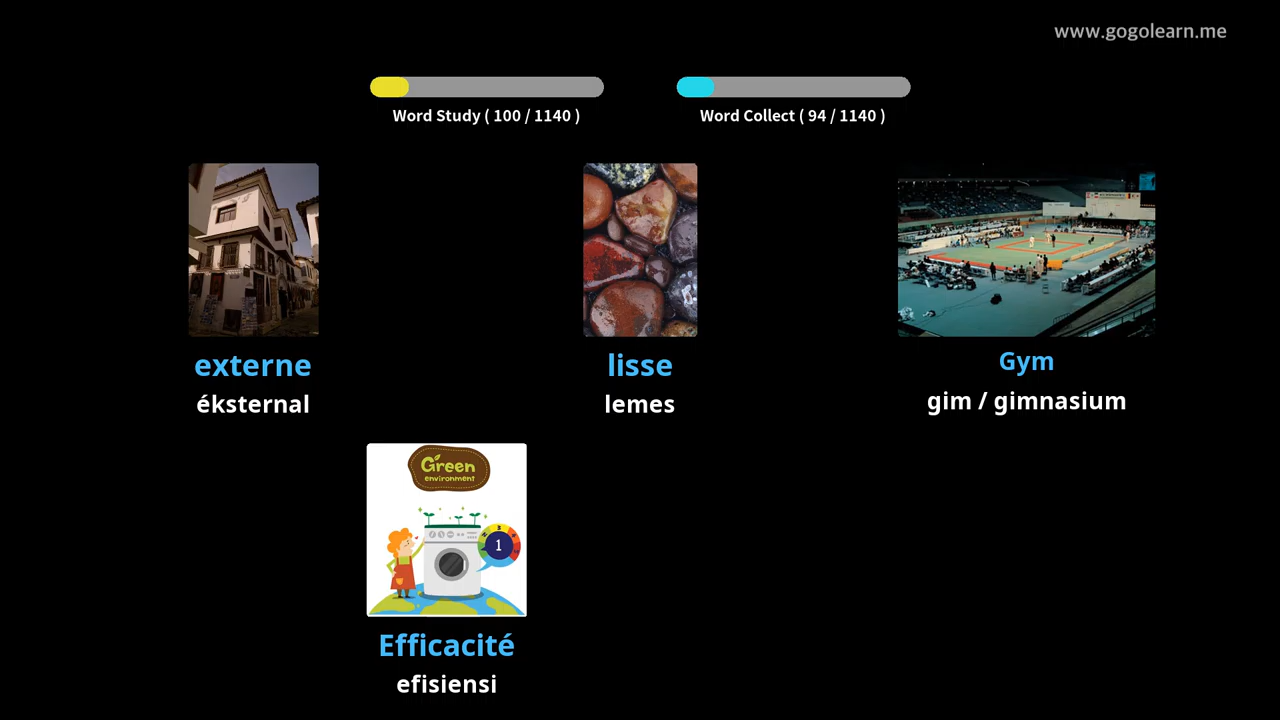 www.gogolearn.me
Word Study ( 100 / 1140 )
Word Collect ( 94 / 1140 )
externe
éksternal
lisse
lemes
Gym
gim / gimnasium
Green
environment
1
Efficacité
efisiensi